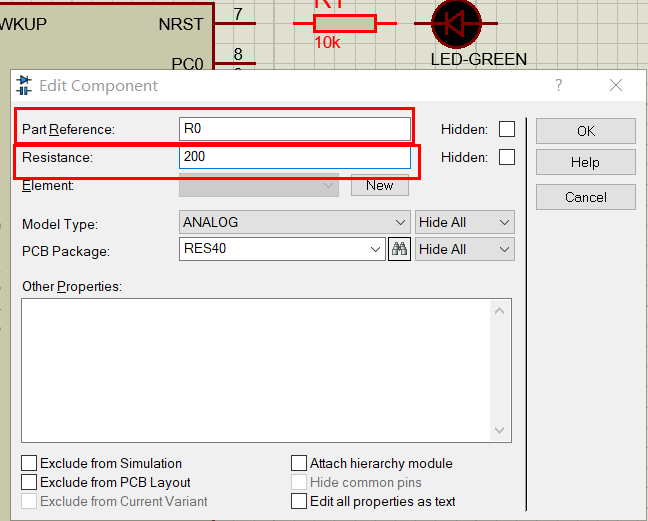 WKUP NRST 7 R1
10k
PC0 8 LED-GREEN
Edit Component ? ×
Part Reference: R0 Hidden: OK
Resistance: 200 Hidden: Help
Element: New Cancel
Model Type: ANALOG Hide All
PCB Package: RES40 Hide All
Other Properties:
Exclude from Simulation Attach hierarchy module
Exclude from PCB Layout Hide common pins
Exclude from Current Variant Edit all properties as text